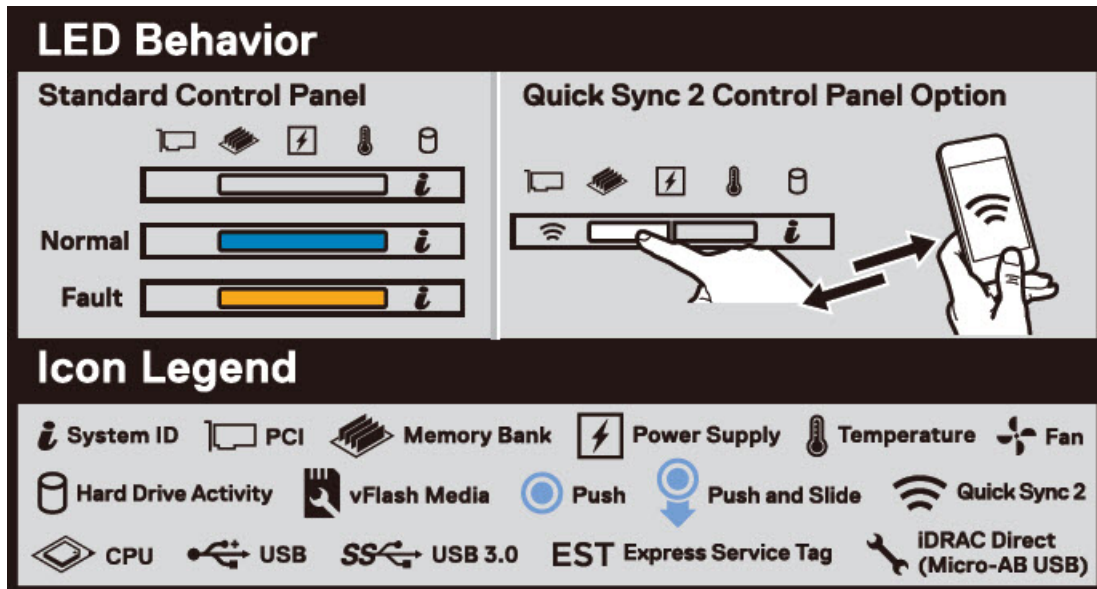 LED Behavior
Standard Control Panel
Quick Sync 2 Control Panel Option
i
Normal i
i
Fault i
Icon Legend
i System ID PCI Memory Bank Power Supply Temperature Fan
Hard Drive Activity vFlash Media Push Push and Slide Quick Sync 2
CPU USB SS USB 3.0 EST Express Service Tag iDRAC Direct
(Micro-AB USB)